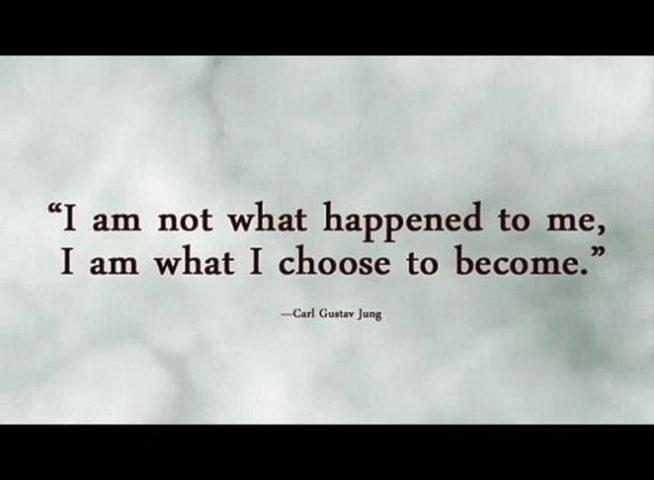 “I am not what happened to me,
I am what I choose to become.”
—Carl Gustav Jung